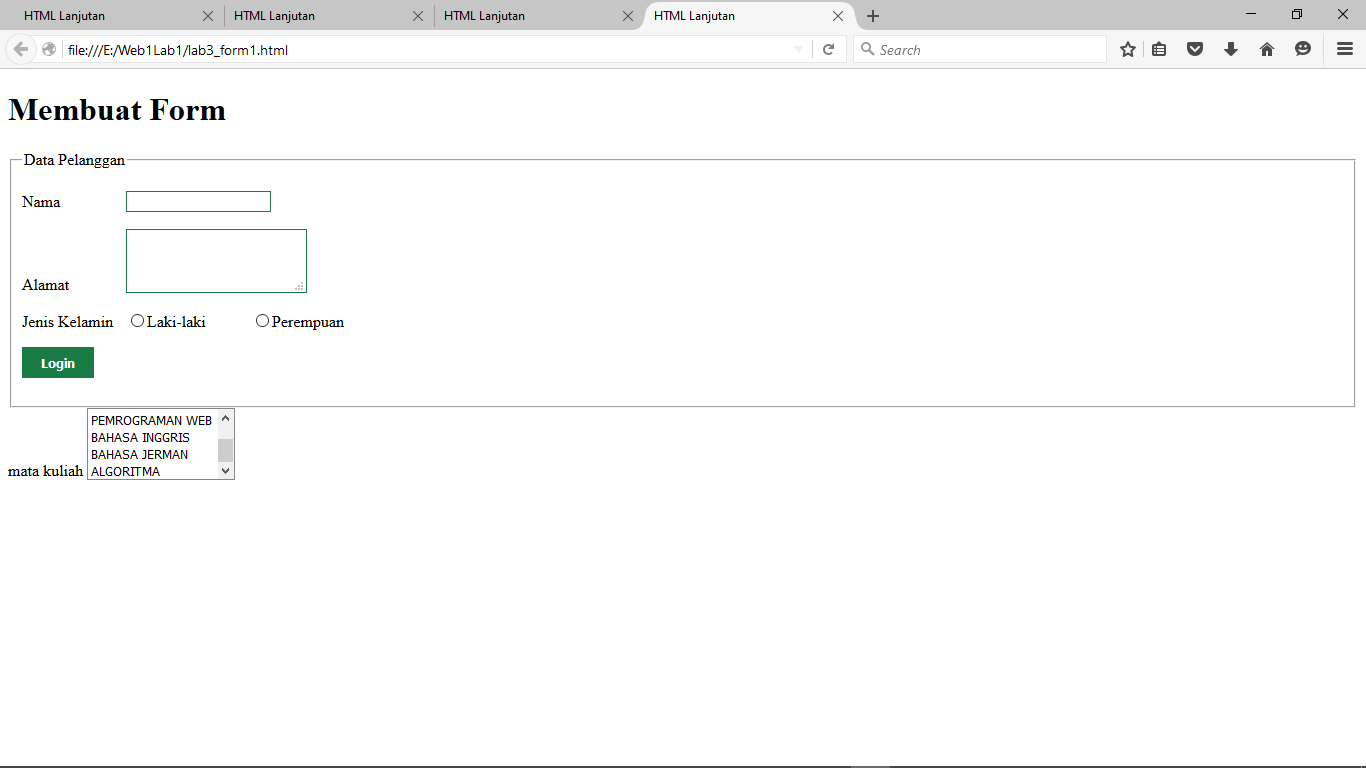 HTML Lanjutan HTML Lanjutan HTML Lanjutan HTML Lanjutan
file:///E:/Web1Lab1/lab3_form1.html Search
Membuat Form
Data Pelanggan
Nama
Alamat
Jenis Kelamin Laki-laki Perempuan
Login
PEMROGRAMAN WEB
BAHASA INGGRIS
BAHASA JERMAN
mata kuliah ALGORITMA